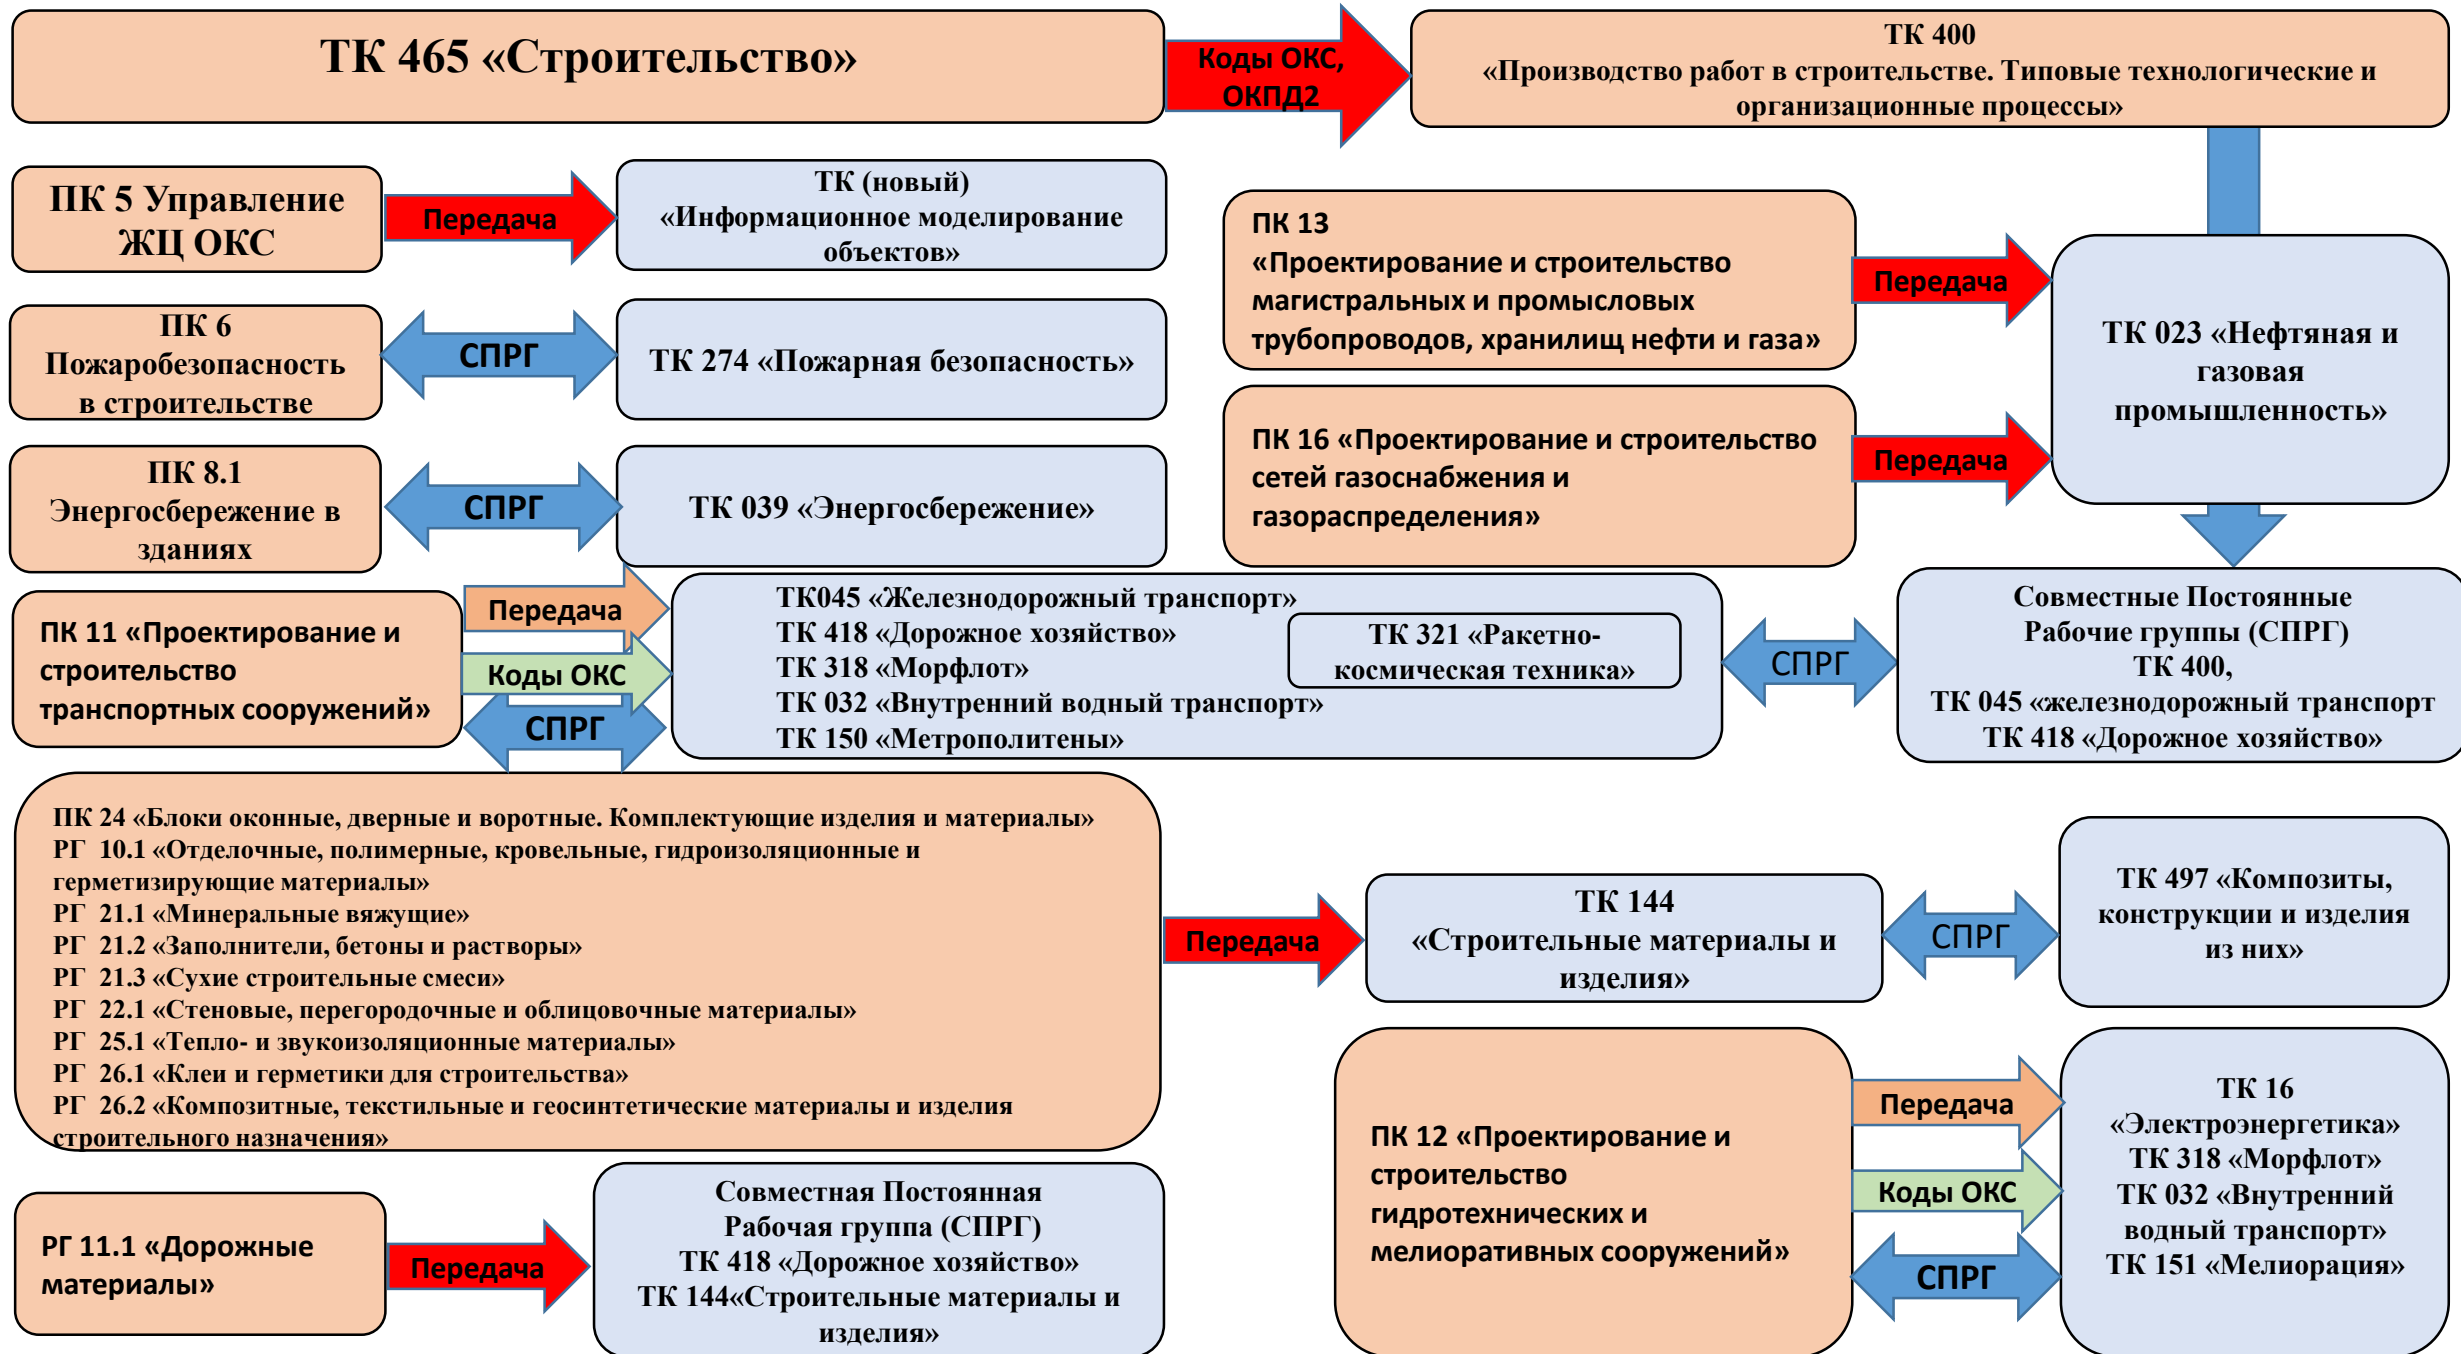 ТК 465 «Строительство»
Коды ОКС,
ОКПД2
ТК 400
«Производство работ в строительстве. Типовые технологические и
организационные процессы»
ПК 5 Управление
ЖЦ ОКС
Передача
ТК (новый)
«Информационное моделирование
объектов»
ПК 13
«Проектирование и строительство
магистральных и промысловых
трубопроводов, хранилищ нефти и газа»
Передача
ТК 023 «Нефтяная и
газовая
промышленность»
ПК 6
Пожаробезопасность
в строительстве
СПРГ
ТК 274 «Пожарная безопасность»
ПК 16 «Проектирование и строительство
сетей газоснабжения и
газораспределения»
Передача
ПК 8.1
Энергосбережение в
зданиях
СПРГ
ТК 039 «Энергосбережение»
ПК 11 «Проектирование и
строительство
транспортных сооружений»
Передача
Коды ОКС
СПРГ
ТК045 «Железнодорожный транспорт»
ТК 418 «Дорожное хозяйство»
ТК 318 «Морфлот»
ТК 032 «Внутренний водный транспорт»
ТК 150 «Метрополитены»
ТК 321 «Ракетно-
космическая техника»
СПРГ
Совместные Постоянные
Рабочие группы (СПРГ)
ТК 400,
ТК 045 «железнодорожный транспорт
ТК 418 «Дорожное хозяйство»
ПК 24 «Блоки оконные, дверные и воротные. Комплектующие изделия и материалы»
РГ 10.1 «Отделочные, полимерные, кровельные, гидроизоляционные и
герметизирующие материалы»
РГ 21.1 «Минеральные вяжущие»
РГ 21.2 «Заполнители, бетоны и растворы»
РГ 21.3 «Сухие строительные смеси»
РГ 22.1 «Стеновые, перегородочные и облицовочные материалы»
РГ 25.1 «Тепло- и звукоизоляционные материалы»
РГ 26.1 «Клеи и герметики для строительства»
РГ 26.2 «Композитные, текстильные и геосинтетические материалы и изделия
строительного назначения»
Передача
ТК 144
«Строительные материалы и
изделия»
СПРГ
ТК 497 «Композиты,
конструкции и изделия
из них»
РГ 11.1 «Дорожные
материалы»
Передача
Совместная Постоянная
Рабочая группа (СПРГ)
ТК 418 «Дорожное хозяйство»
ТК 144«Строительные материалы и
изделия»
ПК 12 «Проектирование и
строительство
гидротехнических и
мелиоративных сооружений»
Передача
Коды ОКС
СПРГ
ТК 16
«Электроэнергетика»
ТК 318 «Морфлот»
ТК 032 «Внутренний
водный транспорт»
ТК 151 «Мелиорация»